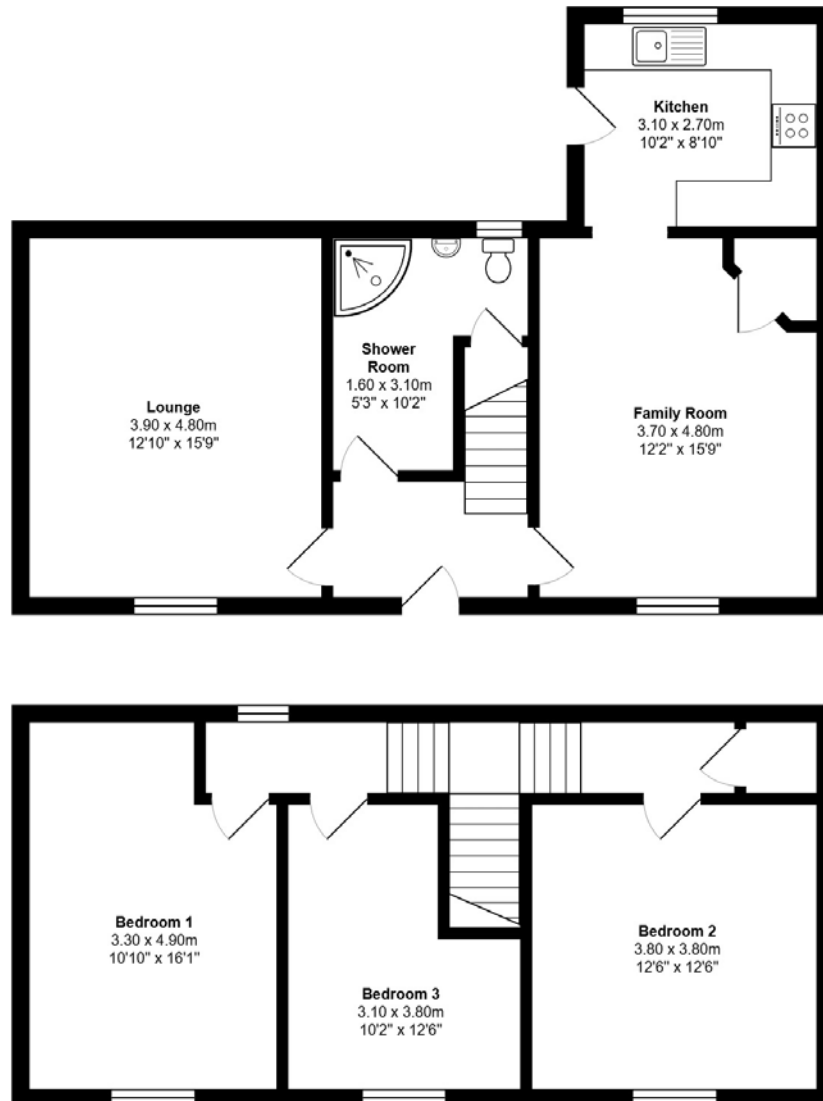 Kitchen
3.10 x 2.70m
10'2" x 8'10"
Shower
Room
1.60 x 3.10m
5'3" x 10'2"
Lounge
3.90 x 4.80m
12'10" x 15'9"
Family Room
3.70 x 4.80m
12'2" x 15'9"
Bedroom 1
3.30 x 4.90m
10'10" x 16'1"
Bedroom 2
3.80 x 3.80m
12'6" x 12'6"
Bedroom 3
3.10 x 3.80m
10'2" x 12'6"